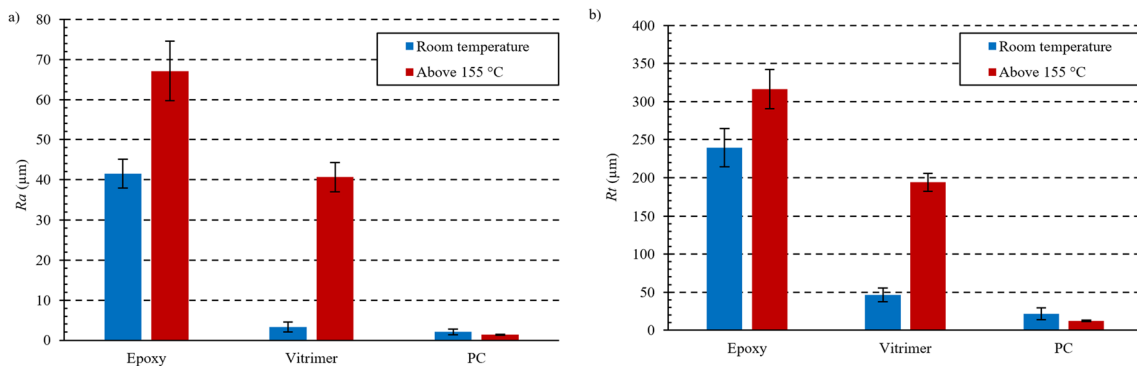 a)
80
70
60
50
40
30
20
10
0
Ra (µm)
Room temperature
Above 155 °C
Epoxy Vitrimer PC
b)
400
350
300
250
200
150
100
50
0
Rt (µm)
Room temperature
Above 155 °C
Epoxy Vitrimer PC